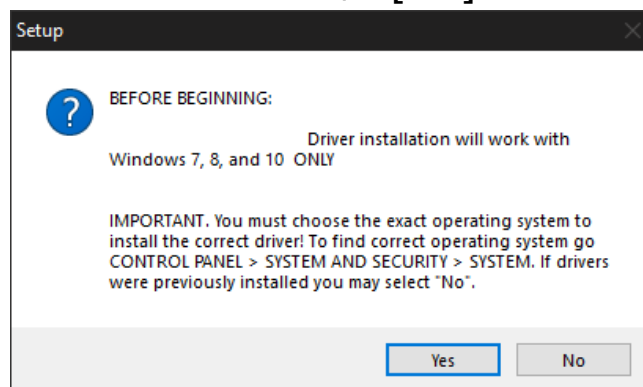 Setup
BEFORE BEGINNING:
Driver installation will work with
Windows 7, 8, and 10  ONLY
IMPORTANT. You must choose the exact operating system to
install the correct driver! To find correct operating system go
CONTROL PANEL > SYSTEM AND SECURITY > SYSTEM. If drivers
were previously installed you may select "No".
Yes
No